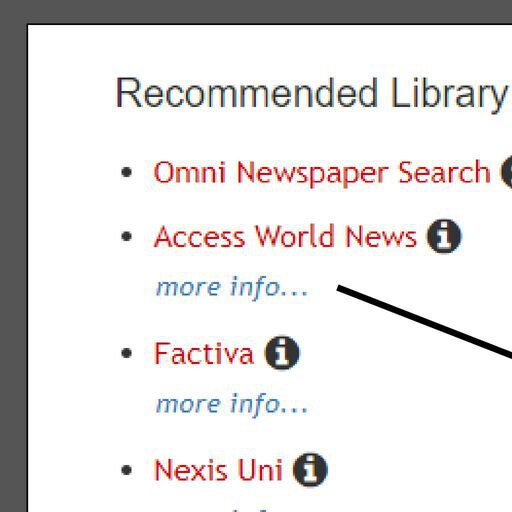 Recommended Library
Omni Newspaper Search
Access World News
more info...
Factiva
more info...
Nexis Uni